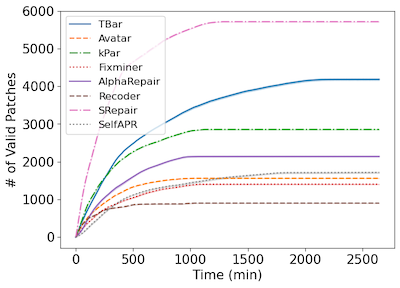 6000
5000
4000
3000
2000
1000
0
# of Valid Patches
TBar
Avatar
kPar
Fixminer
AlphaRepair
Recoder
SRepair
SelfAPR
0 500 1000 1500 2000 2500
Time (min)